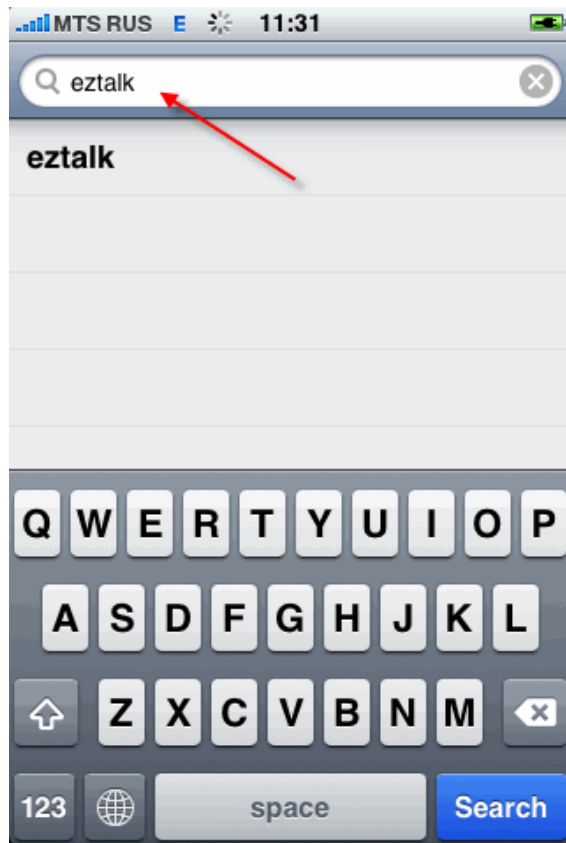 MTS RUS E 11:31
eztalk
eztalk
Q W E R T Y U I O P
A S D F G H J K L
Z X C V B N M
123 space Search